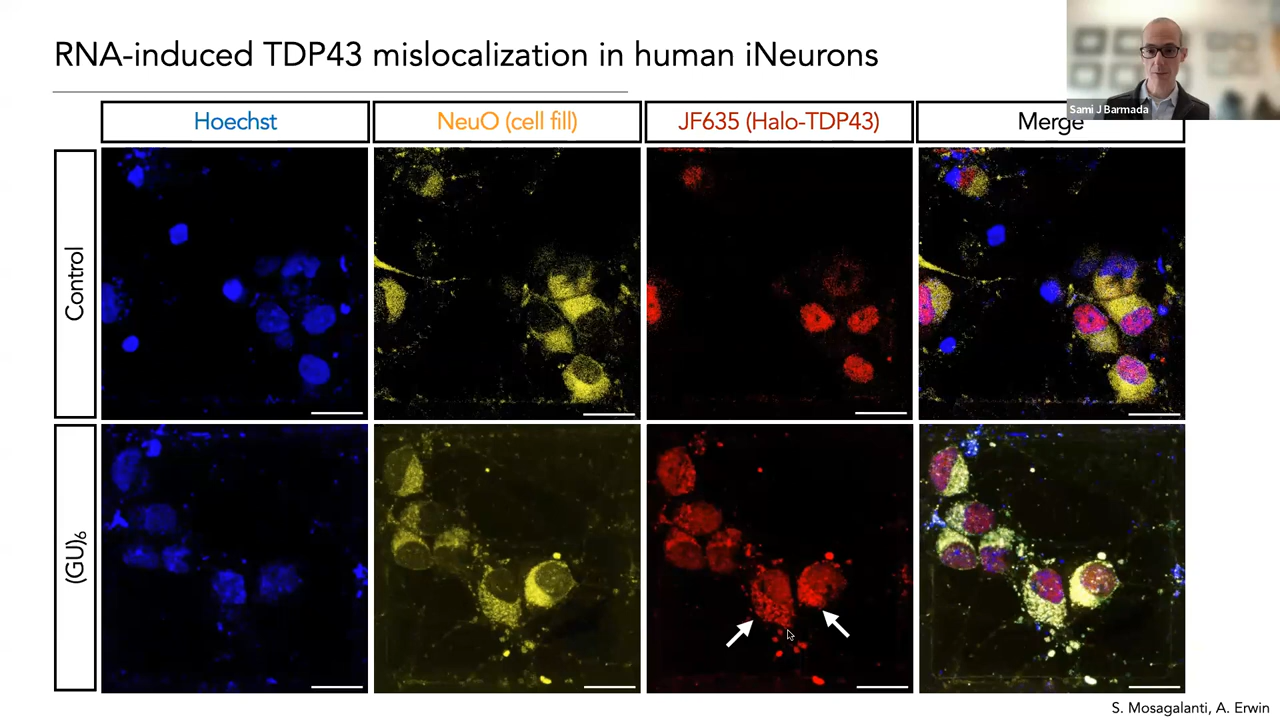 RNA-induced TDP43 mislocalization in human iNeurons
Sami J Barmada
Hoechst
NeuO (cell fill)
JF635 (Halo-TDP43)
Merge
Control
(GU)₆
S. Mosagalanti, A. Erwin